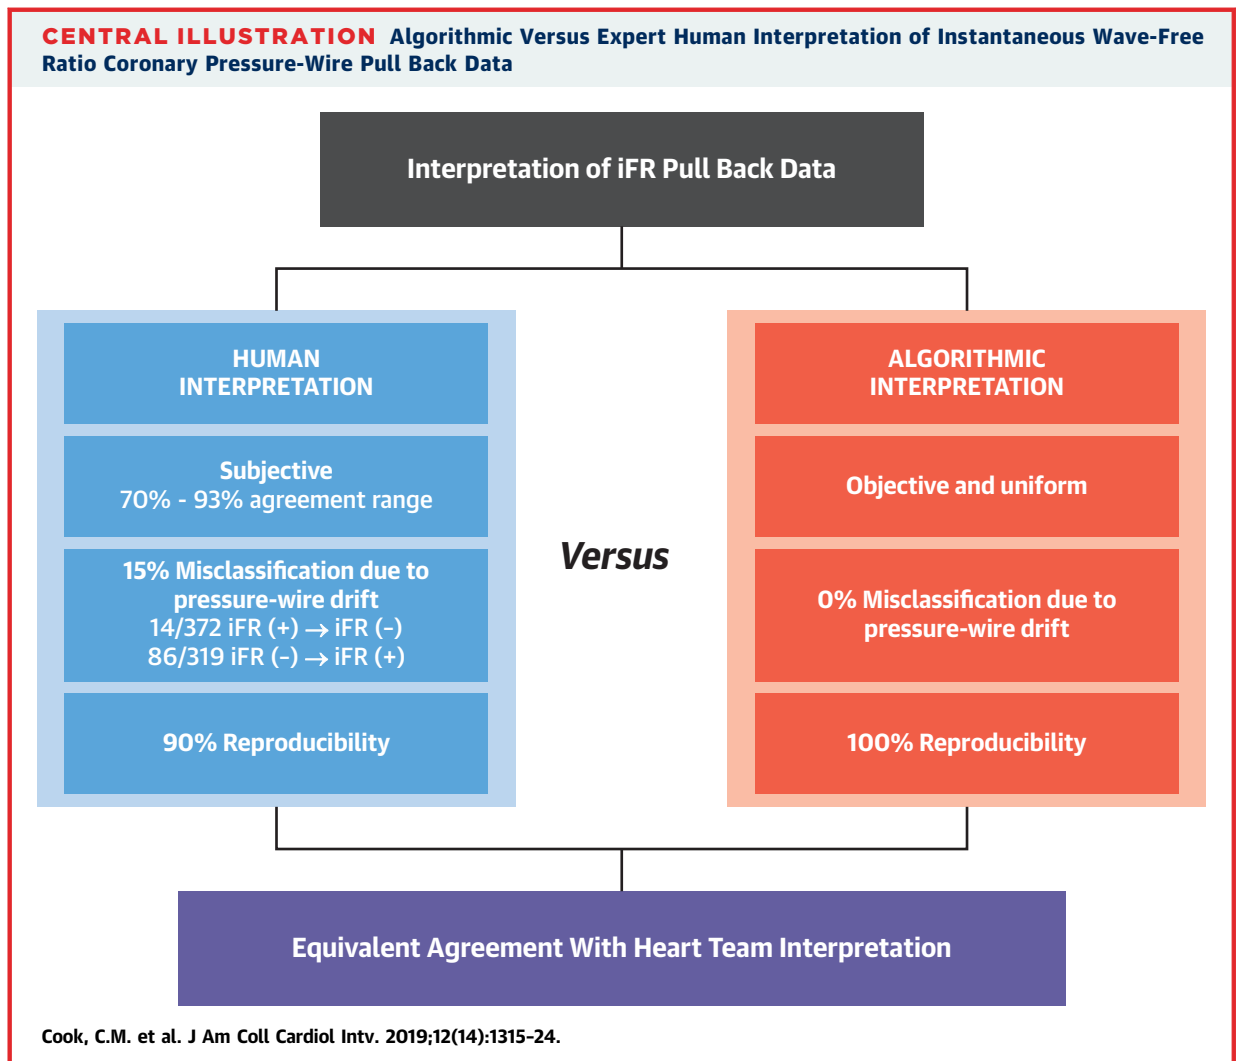 CENTRAL ILLUSTRATION Algorithmic Versus Expert Human Interpretation of Instantaneous Wave-Free
Ratio Coronary Pressure-Wire Pull Back Data
Interpretation of iFR Pull Back Data
HUMAN
INTERPRETATION
Subjective
70% - 93% agreement range
15% Misclassification due to
pressure-wire drift
14/372 iFR (+) → iFR (-)
86/319 iFR (-) → iFR (+)
90% Reproducibility
Versus
ALGORITHMIC
INTERPRETATION
Objective and uniform
0% Misclassification due to
pressure-wire drift
100% Reproducibility
Equivalent Agreement With Heart Team Interpretation
Cook, C.M. et al. J Am Coll Cardiol Intv. 2019;12(14):1315–24.